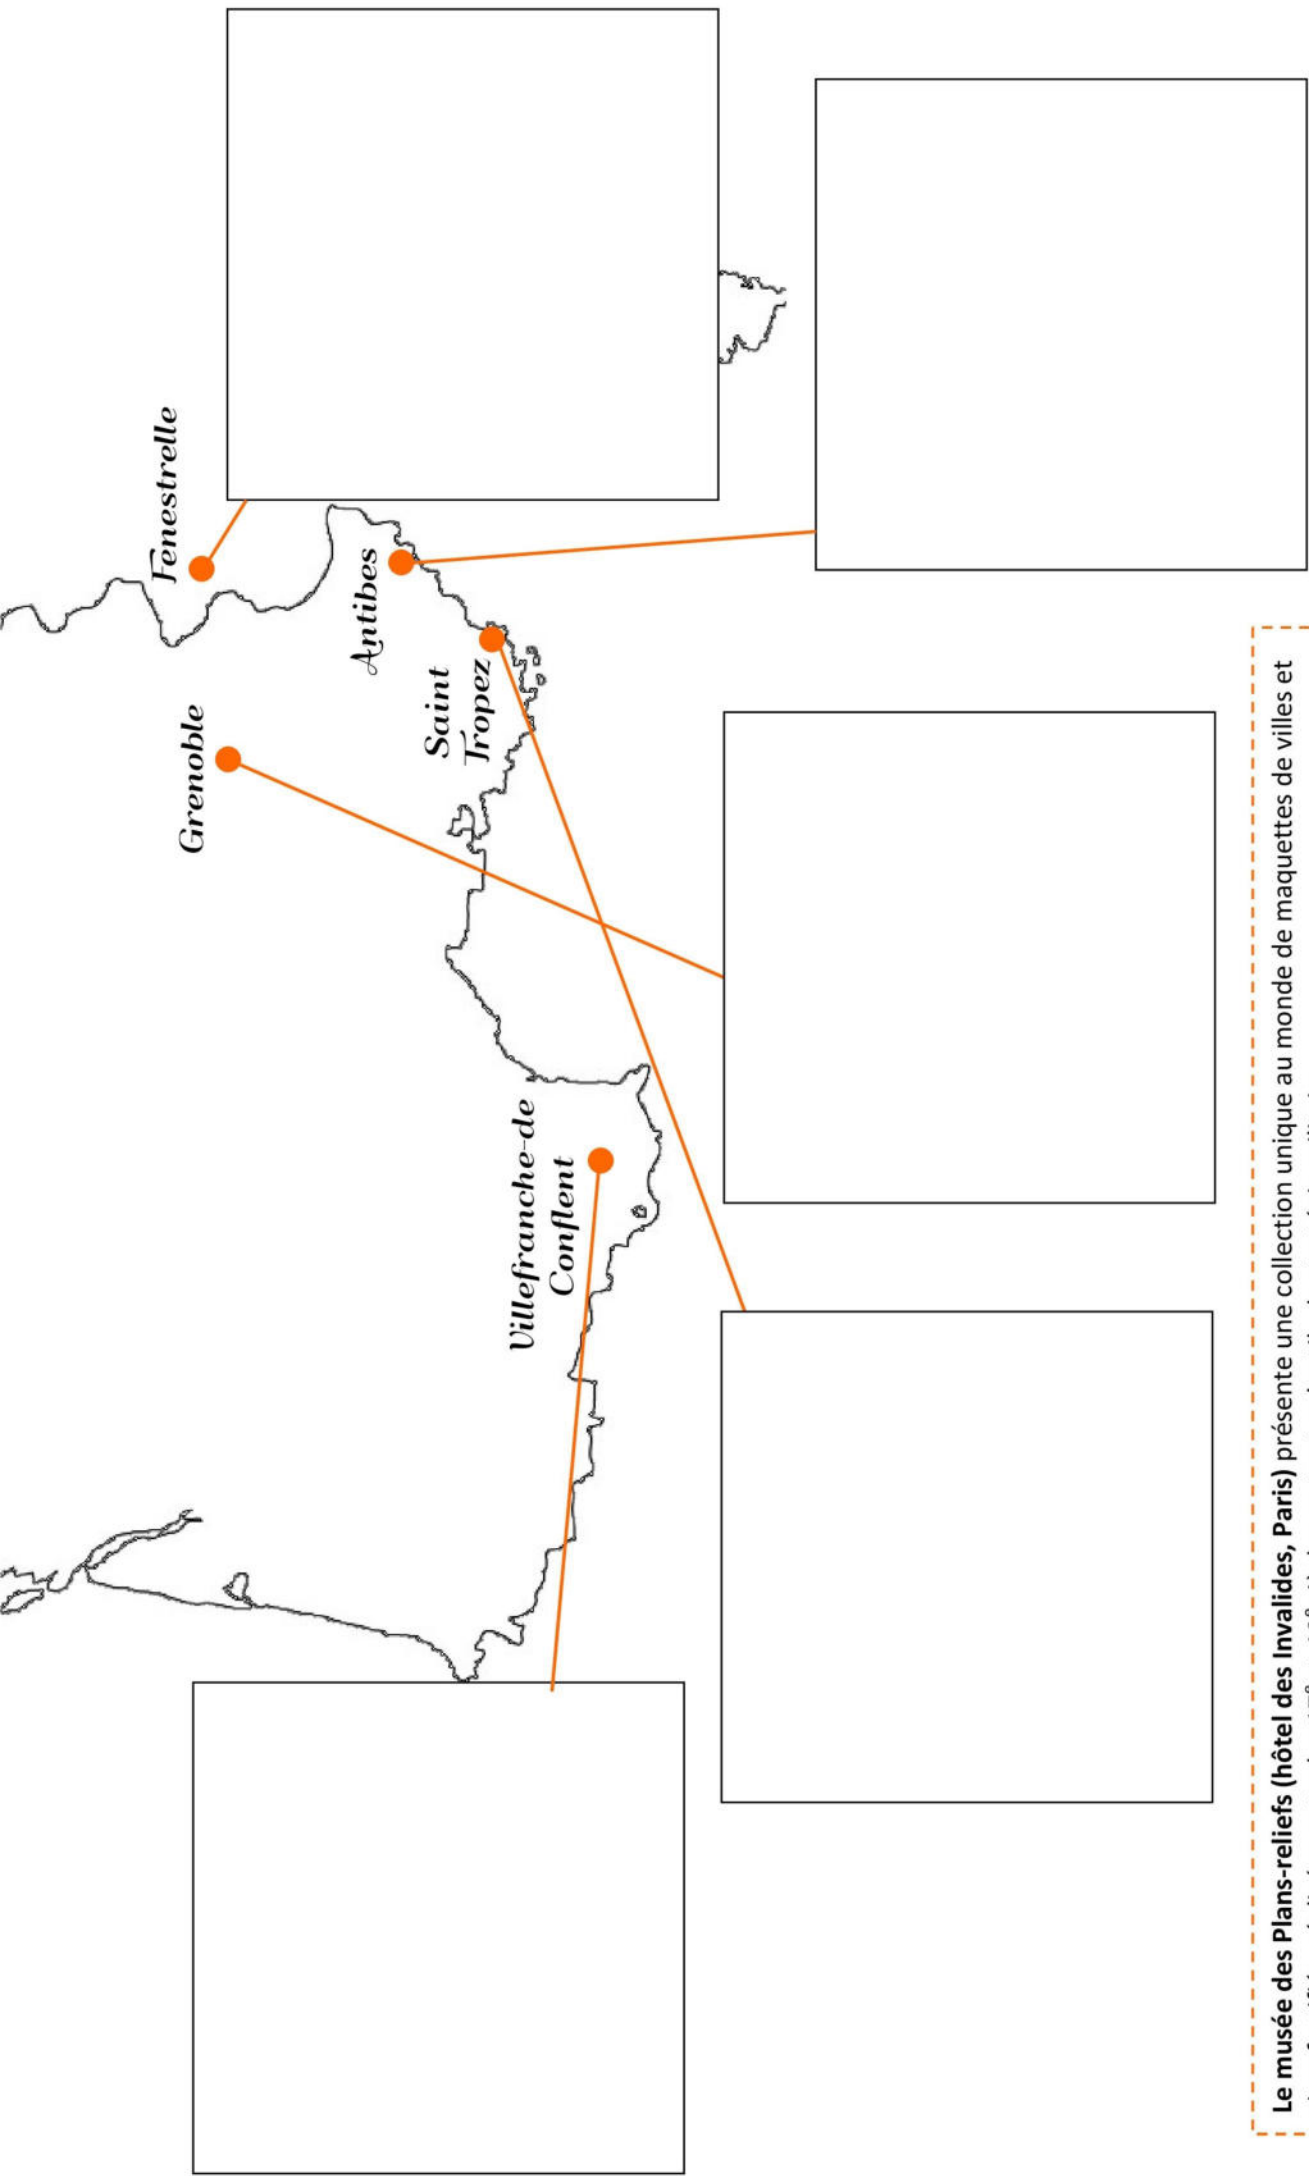 Fenestrelle
Grenoble
Antibes
Saint
Tropez
Villefranche-de
Conflent
Le musée des Plans-reliefs (hôtel des Invalides, Paris) présente une collection unique au monde de maquettes de villes et